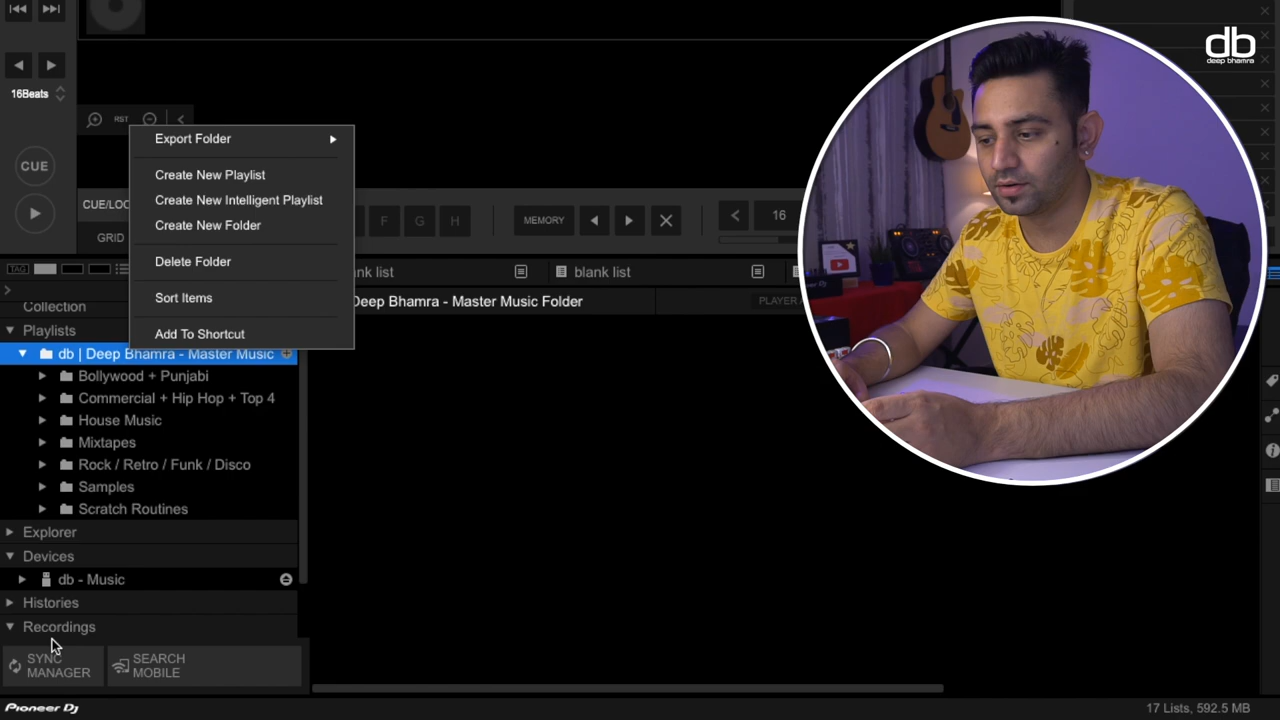 db
deep bhamra
16Beats
RST
CUE
Export Folder
Create New Playlist
Create New Intelligent Playlist
Create New Folder
Delete Folder
Sort Items
Add To Shortcut
CUE/LOO
F
G
H
MEMORY
16
GRID
TAG
nk list
blank list
Deep Bhamra - Master Music Folder
PLAYER A
Collection
Playlists
db | Deep Bhamra - Master Music
Bollywood + Punjabi
Commercial + Hip Hop + Top 4
House Music
Mixtapes
Rock / Retro / Funk / Disco
Samples
Scratch Routines
Explorer
Devices
db - Music
Histories
Recordings
SYNC
MANAGER
SEARCH
MOBILE
Pioneer Dj
17 Lists, 592.5 MB